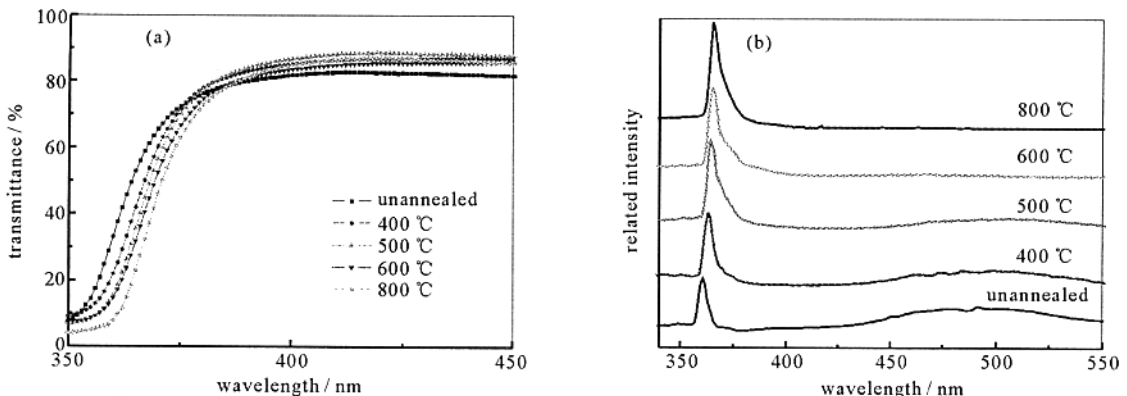 (a)
100
80
60
40
20
0
350
400
450
wavelength / nm
transmittance / %
unannealed
400 ℃
500 ℃
600 ℃
800 ℃
(b)
related intensity
800 ℃
600 ℃
500 ℃
400 ℃
unannealed
350
400
450
500
550
wavelength / nm